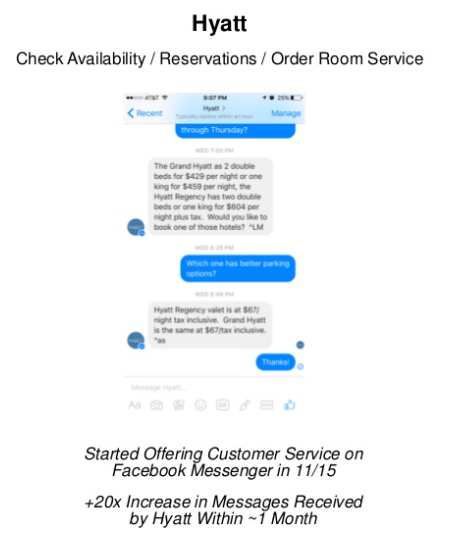 Hyatt
Check Availability / Reservations / Order Room Service
AT&T 9:07 PM 25%
Recent Hyatt > Manage
Typically replies within an hour
through Thursday?
WED 7:50 PM
The Grand Hyatt as 2 double
beds for $429 per night or one
king for $459 per night, the
Hyatt Regency has two double
beds or one king for $604 per
night plus tax. Would you like to
book one of those hotels? *LM
WED 8:29 PM
Which one has better parking
options?
WED 8:49 PM
Hyatt Regency valet is at $67/
night tax inclusive. Grand Hyatt
is the same at $67/tax inclusive.
*as
Thanks!
Message Hyatt...
Aa
GIF
Started Offering Customer Service on
Facebook Messenger in 11/15
+20x Increase in Messages Received
by Hyatt Within ~1 Month